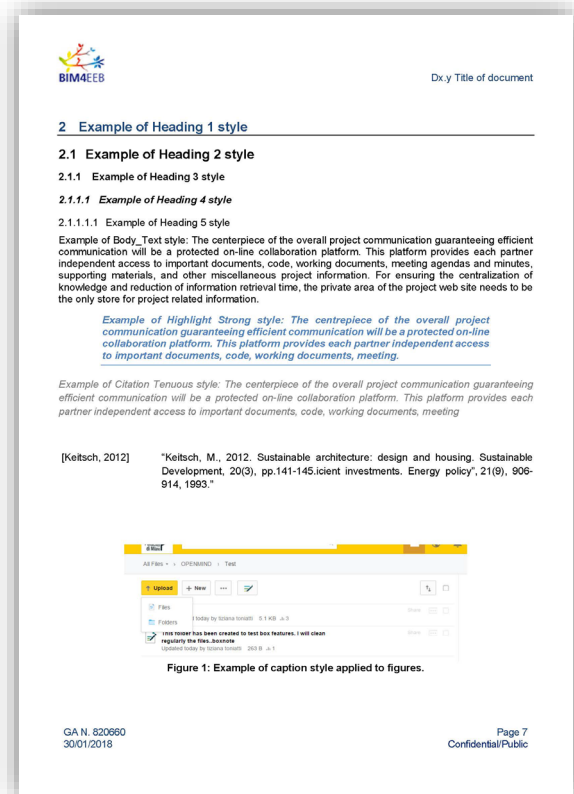 BIM4EEB
Dx.y Title of document
2 Example of Heading 1 style
2.1 Example of Heading 2 style
2.1.1 Example of Heading 3 style
2.1.1.1 Example of Heading 4 style
2.1.1.1.1 Example of Heading 5 style
Example of Body_Text style: The centerpiece of the overall project communication guaranteeing efficient
communication will be a protected on-line collaboration platform. This platform provides each partner
independent access to important documents, code, working documents, meeting agendas and minutes,
supporting materials, and other miscellaneous project information. For ensuring the centralization of
knowledge and reduction of information retrieval time, the private area of the project web site needs to be
the only store for project related information.
Example of Highlight Strong style: The centrepiece of the overall project
communication guaranteeing efficient communication will be a protected on-line
collaboration platform. This platform provides each partner independent access
to important documents, code, working documents, meeting.
Example of Citation Tenuous style: The centerpiece of the overall project communication guaranteeing
efficient communication will be a protected on-line collaboration platform. This platform provides each
partner independent access to important documents, code, working documents, meeting
[Keitsch, 2012] "Keitsch, M., 2012. Sustainable architecture: design and housing. Sustainable
Development, 20(3), pp.141-145.icient investments. Energy policy", 21(9), 906-
914, 1993."
All Files OPENMIND Test
Upload + New ...
Files
Share
Folders
today by tiziana toniatti 5.1 KB 3
This folder has been created to test box features, I will clean
Share
regularly the files..boxnote
Updated today by tiziana toniatti 263 B 1
Figure 1: Example of caption style applied to figures.
GA N. 820660 Page 7
30/01/2018 Confidential/Public